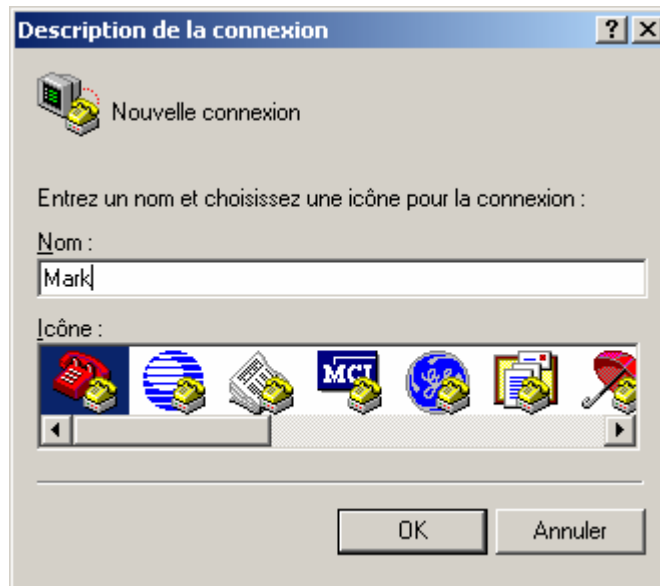 Description de la connexion
Nouvelle connexion
Entrez un nom et choisissez une icône pour la connexion :
Nom :
Mark
Icône :
MCI
OK Annuler